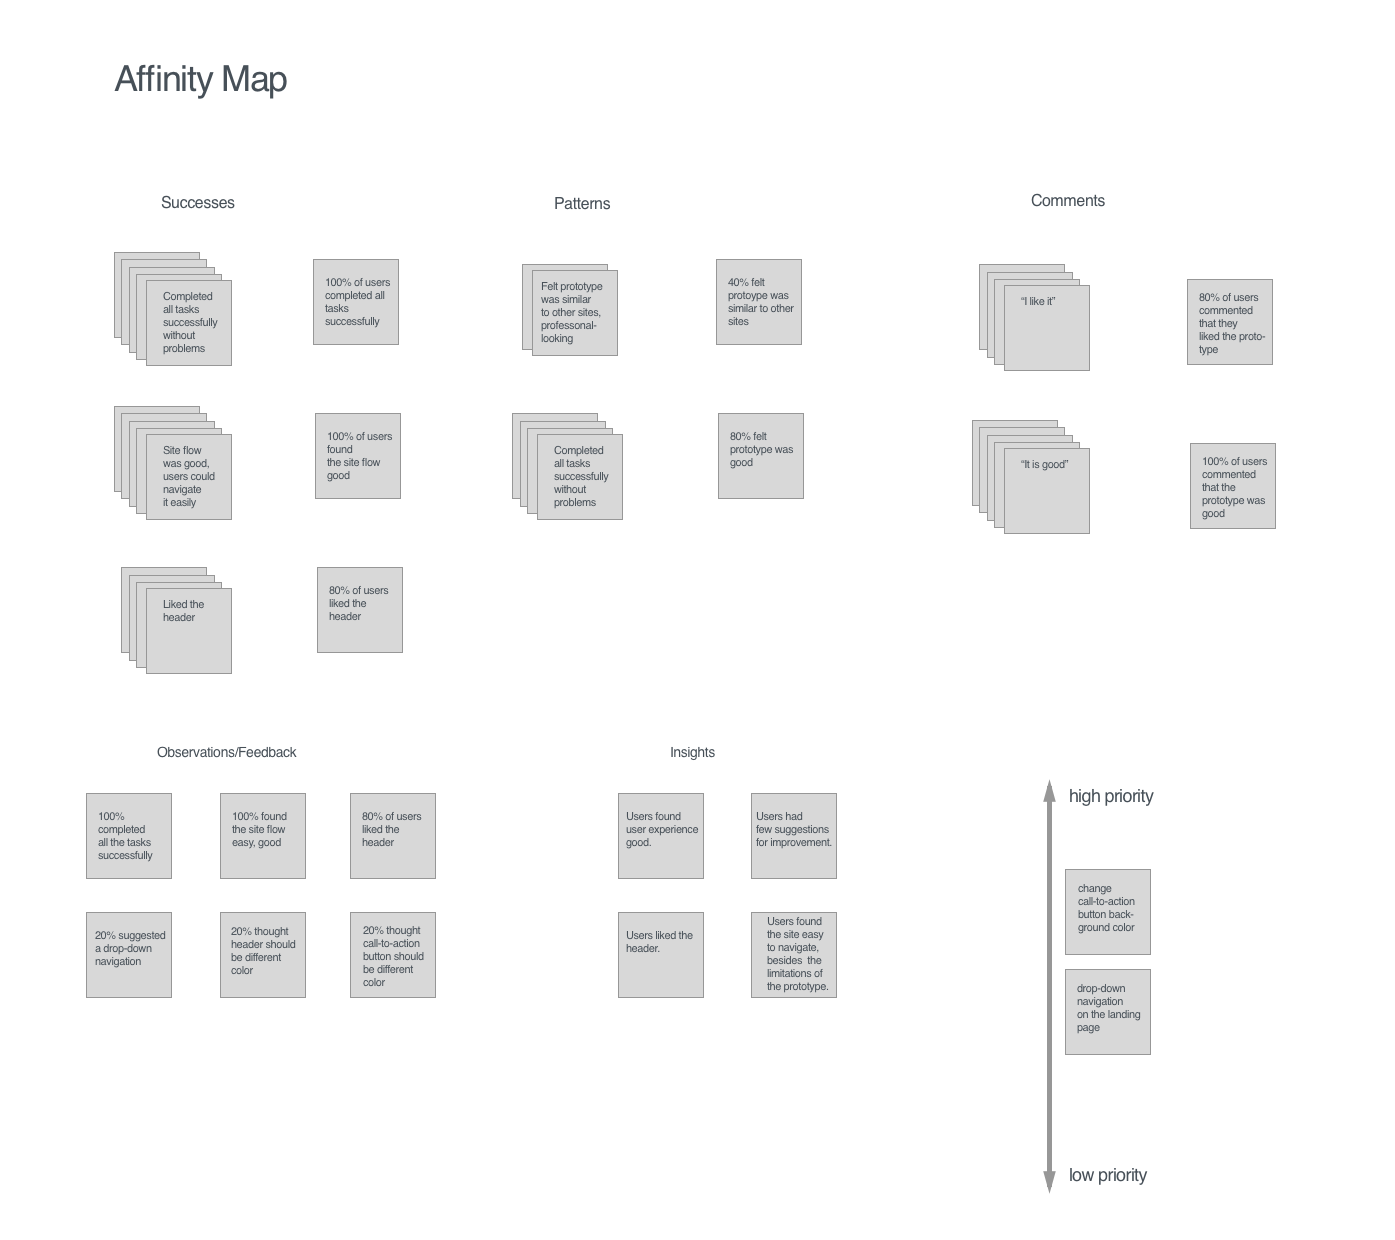 Affinity Map
Successes
Completed
all tasks
successfully
without
problems
100% of users
completed all
tasks
successfully
Site flow
was good,
users could
navigate
it easily
100% of users
found
the site flow
good
Liked the
header
80% of users
liked the
header
Patterns
Felt protoype
was similar
to other sites,
professonal-
looking
40% felt
protoype was
similar to other
sites
Completed
all tasks
successfully
without
problems
80% felt
prototype was
good
Comments
“I like it”
80% of users
commented
that they
liked the proto-
type
“It is good”
100% of users
commented
that the
prototype was
good
Observations/Feedback
100%
completed
all the tasks
successfully
100% found
the site flow
easy, good
80% of users
liked the
header
20% suggested
a drop-down
navigation
20% thought
header should
be different
color
20% thought
call-to-action
button should
be different
color
Insights
Users found
user experience
good.
Users had
few suggestions
for improvement.
Users liked the
header.
Users found
the site easy
to navigate,
besides  the
limitations of
the prototype.
high priority
change
call-to-action
button back-
ground color
drop-down
navigation
on the landing
page
low priority